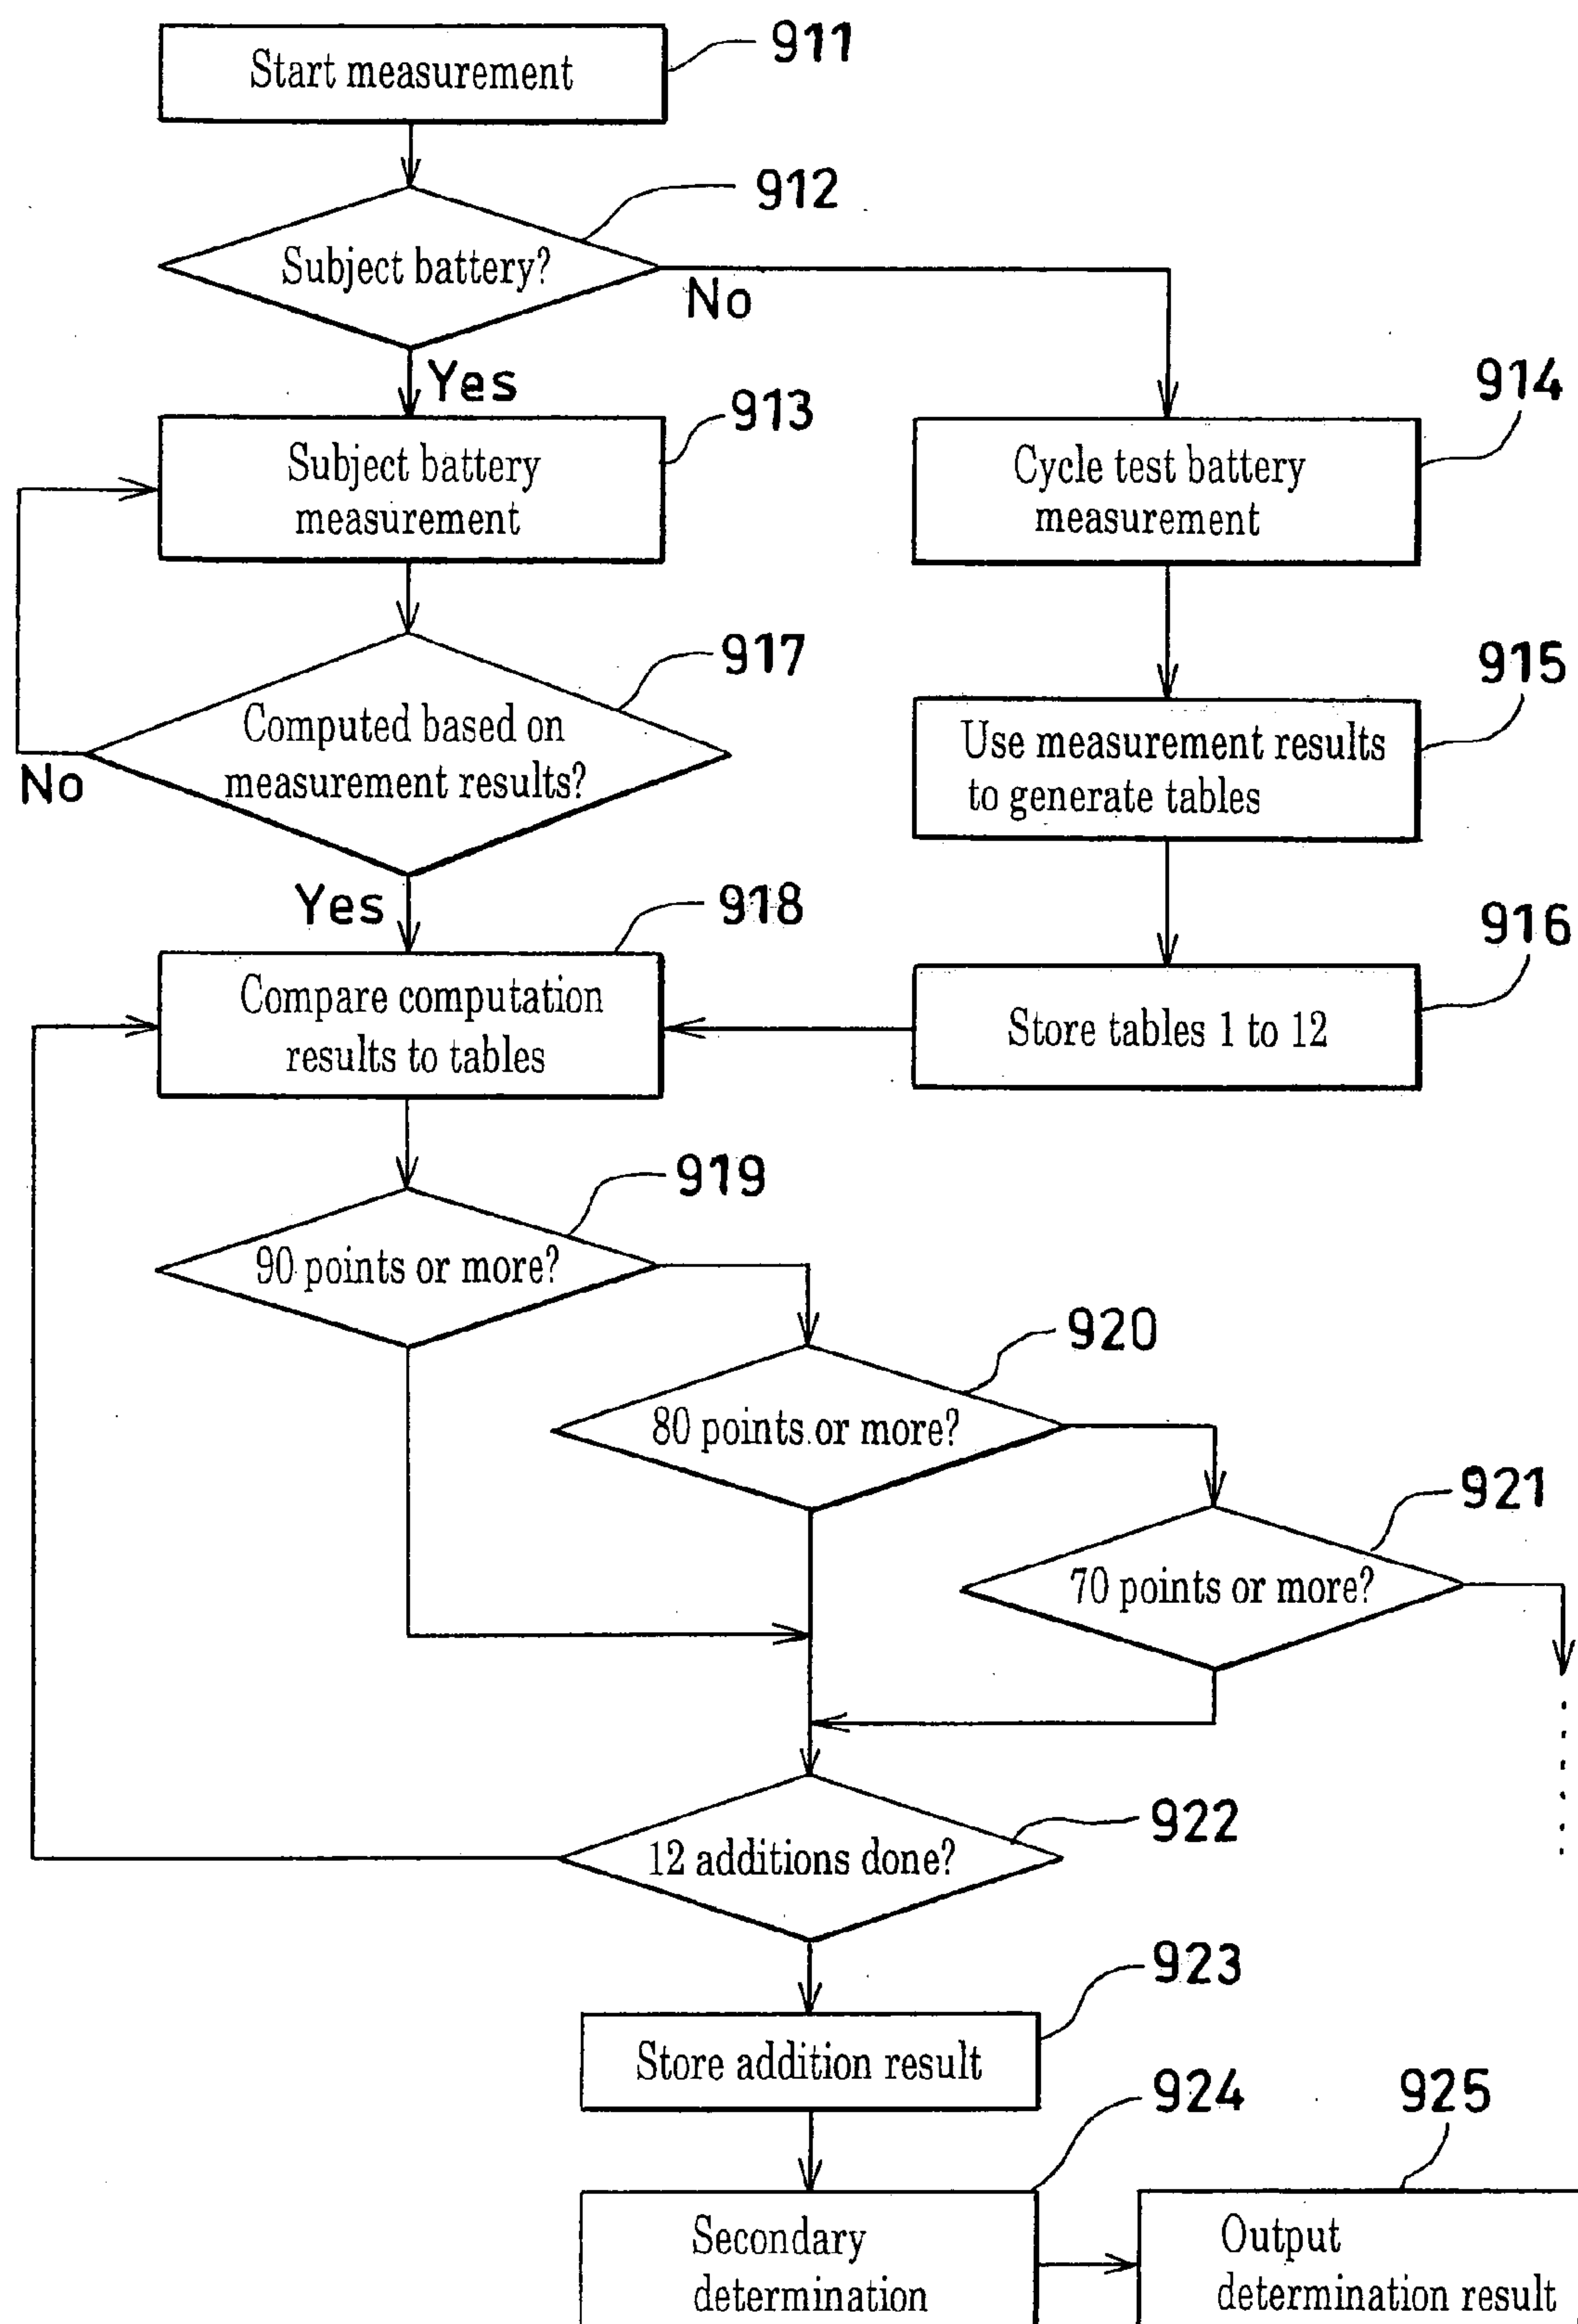 Start measurement
911
Subject battery?
912
No
Yes
Subject battery
measurement
913
Cycle test battery
measurement
914
Computed based on
measurement results?
917
No
Yes
Use measurement results
to generate tables
915
Compare computation
results to tables
918
Store tables 1 to 12
916
90 points or more?
919
80 points or more?
920
70 points or more?
921
12 additions done?
922
Store addition result
923
Secondary
determination
924
Output
determination result
925